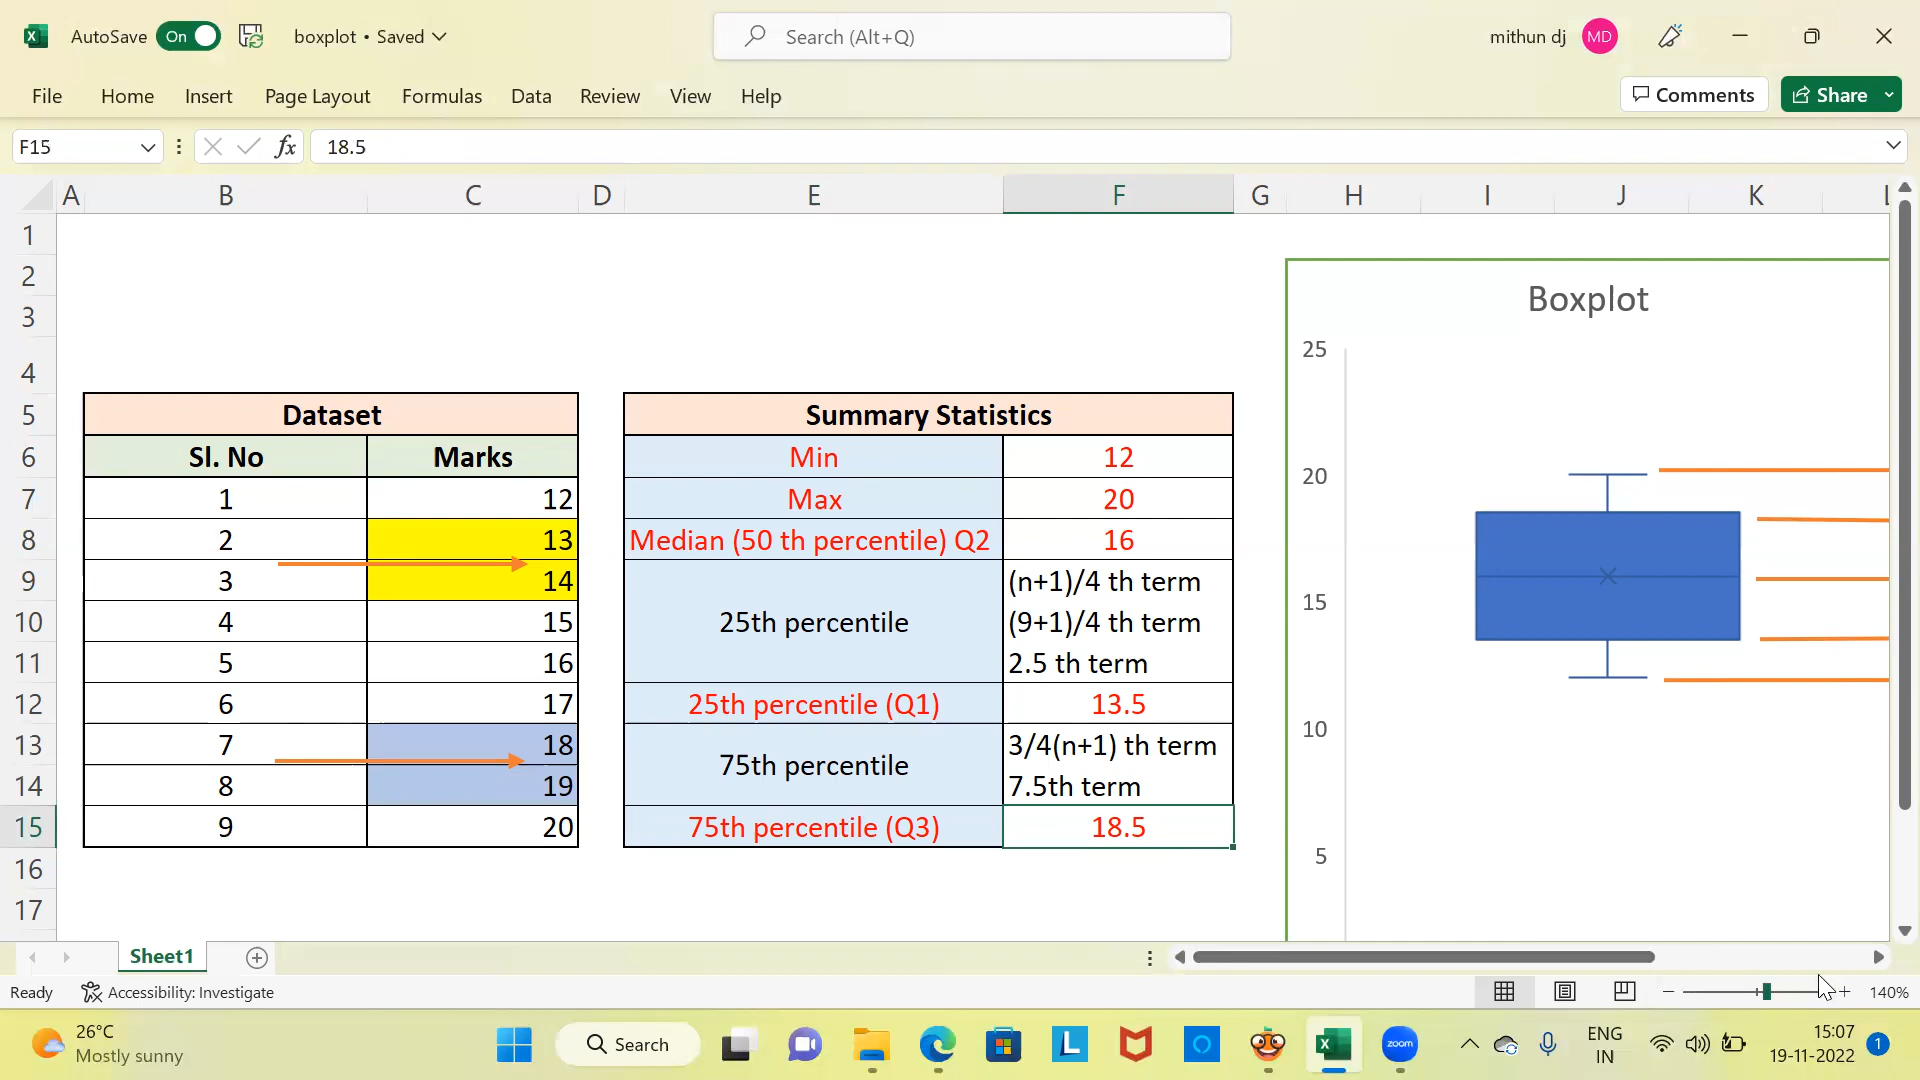 AutoSave On boxplot • Saved Search (Alt+Q) mithun dj MD
File Home Insert Page Layout Formulas Data Review View Help Comments Share
F15 fx 18.5
A B C D E F G H I J K L
1
2
3
4
5
6
7
8
9
10
11
12
13
14
15
16
17
Dataset
Sl. No Marks
1 12
2 13
3 14
4 15
5 16
6 17
7 18
8 19
9 20
Summary Statistics
Min 12
Max 20
Median (50 th percentile) Q2 16
25th percentile
(n+1)/4 th term
(9+1)/4 th term
2.5 th term
25th percentile (Q1) 13.5
75th percentile
3/4(n+1) th term
7.5th term
75th percentile (Q3) 18.5
Boxplot
25
20
15
10
5
Sheet1
Ready Accessibility: Investigate 140%
26°C
Mostly sunny
Search
L
zoom
ENG
IN
15:07
19-11-2022
1